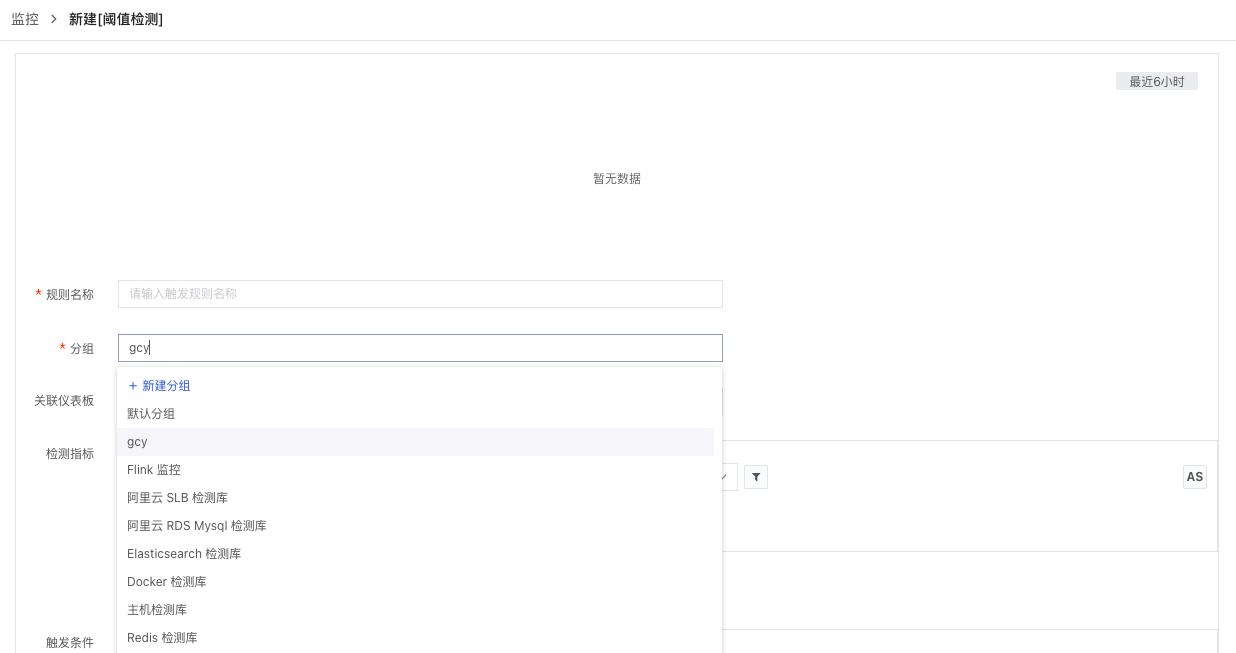 监控 > 新建[阈值检测]
最近6小时
暂无数据
* 规则名称 请输入触发规则名称
* 分组 gcy
+ 新建分组
关联仪表板
默认分组
gcy
检测指标
Flink 监控
AS
阿里云 SLB 检测库
阿里云 RDS Mysql 检测库
Elasticsearch 检测库
Docker 检测库
主机检测库
Redis 检测库
触发条件